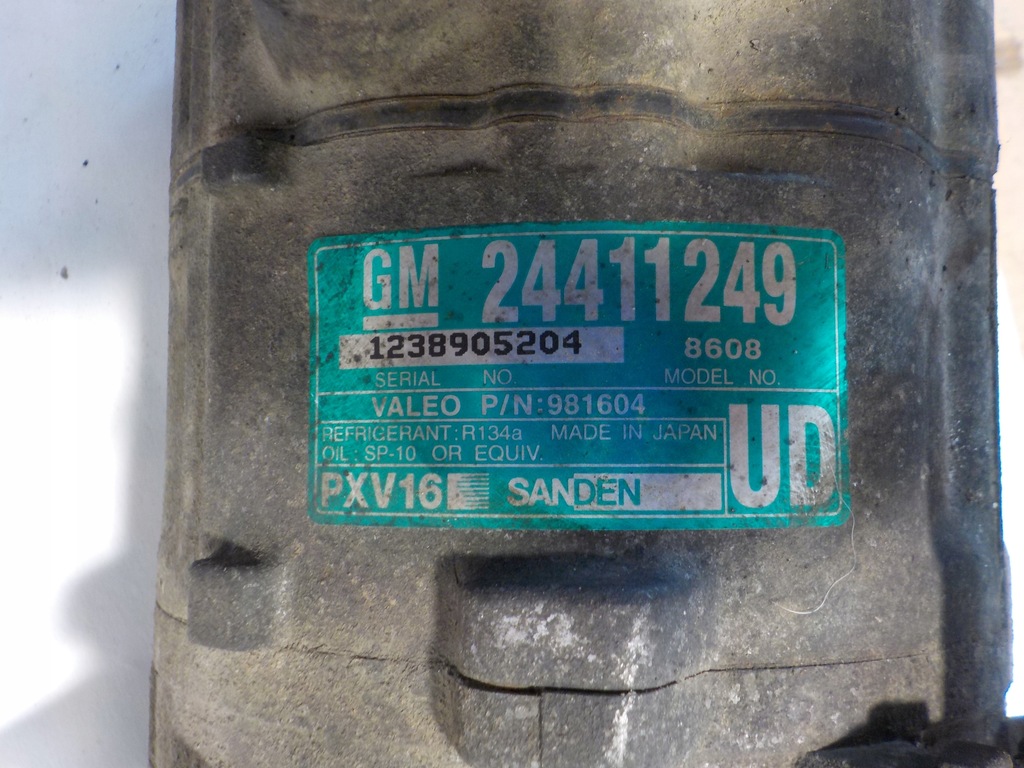 GM 24411249
1238905204 8608
SERIAL NO. MODEL NO.
VALEO P/N:981604
REFRIGERANT: R134a MADE IN JAPAN
OIL: SP-10 OR EQUIV.
UD
PXV16 SANDEN